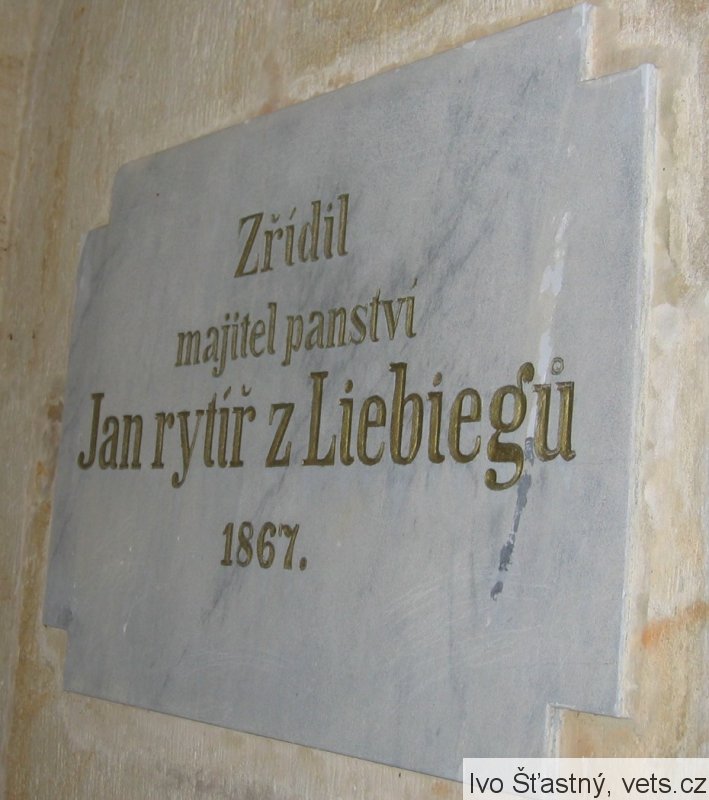 Zřídil
majitel panství
Jan rytíř z Liebiegů
1867.
Ivo Šťastný, vets.cz